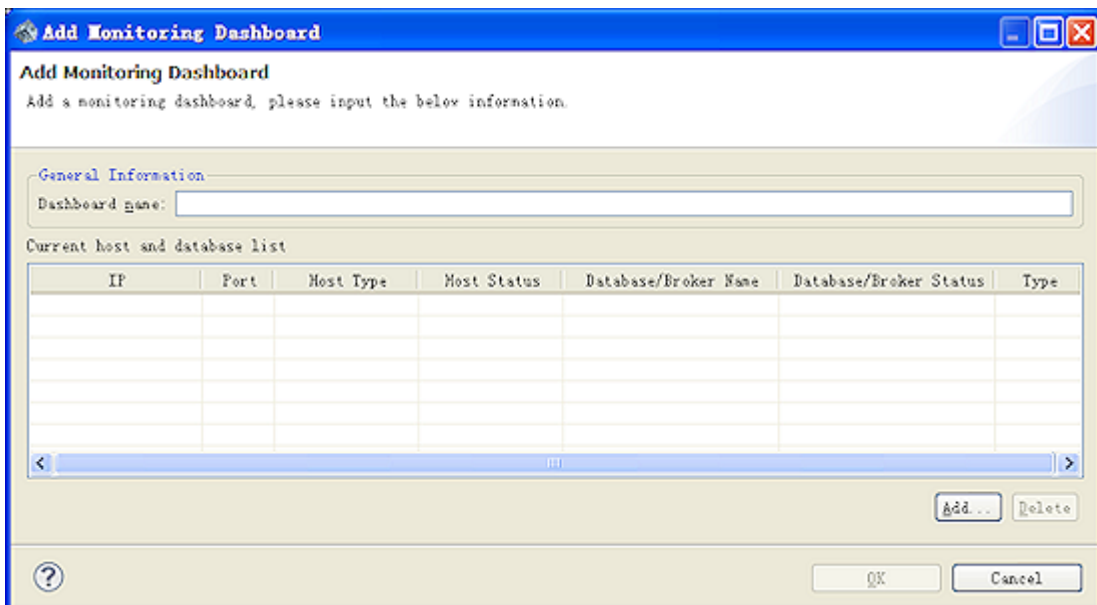 Add Monitoring Dashboard
Add Monitoring Dashboard
Add a monitoring dashboard, please input the below information.
General Information
Dashboard name:
Current host and database list
IP Port Host Type Host Status Database/Broker Name Database/Broker Status Type
Add... Delete
? OK Cancel